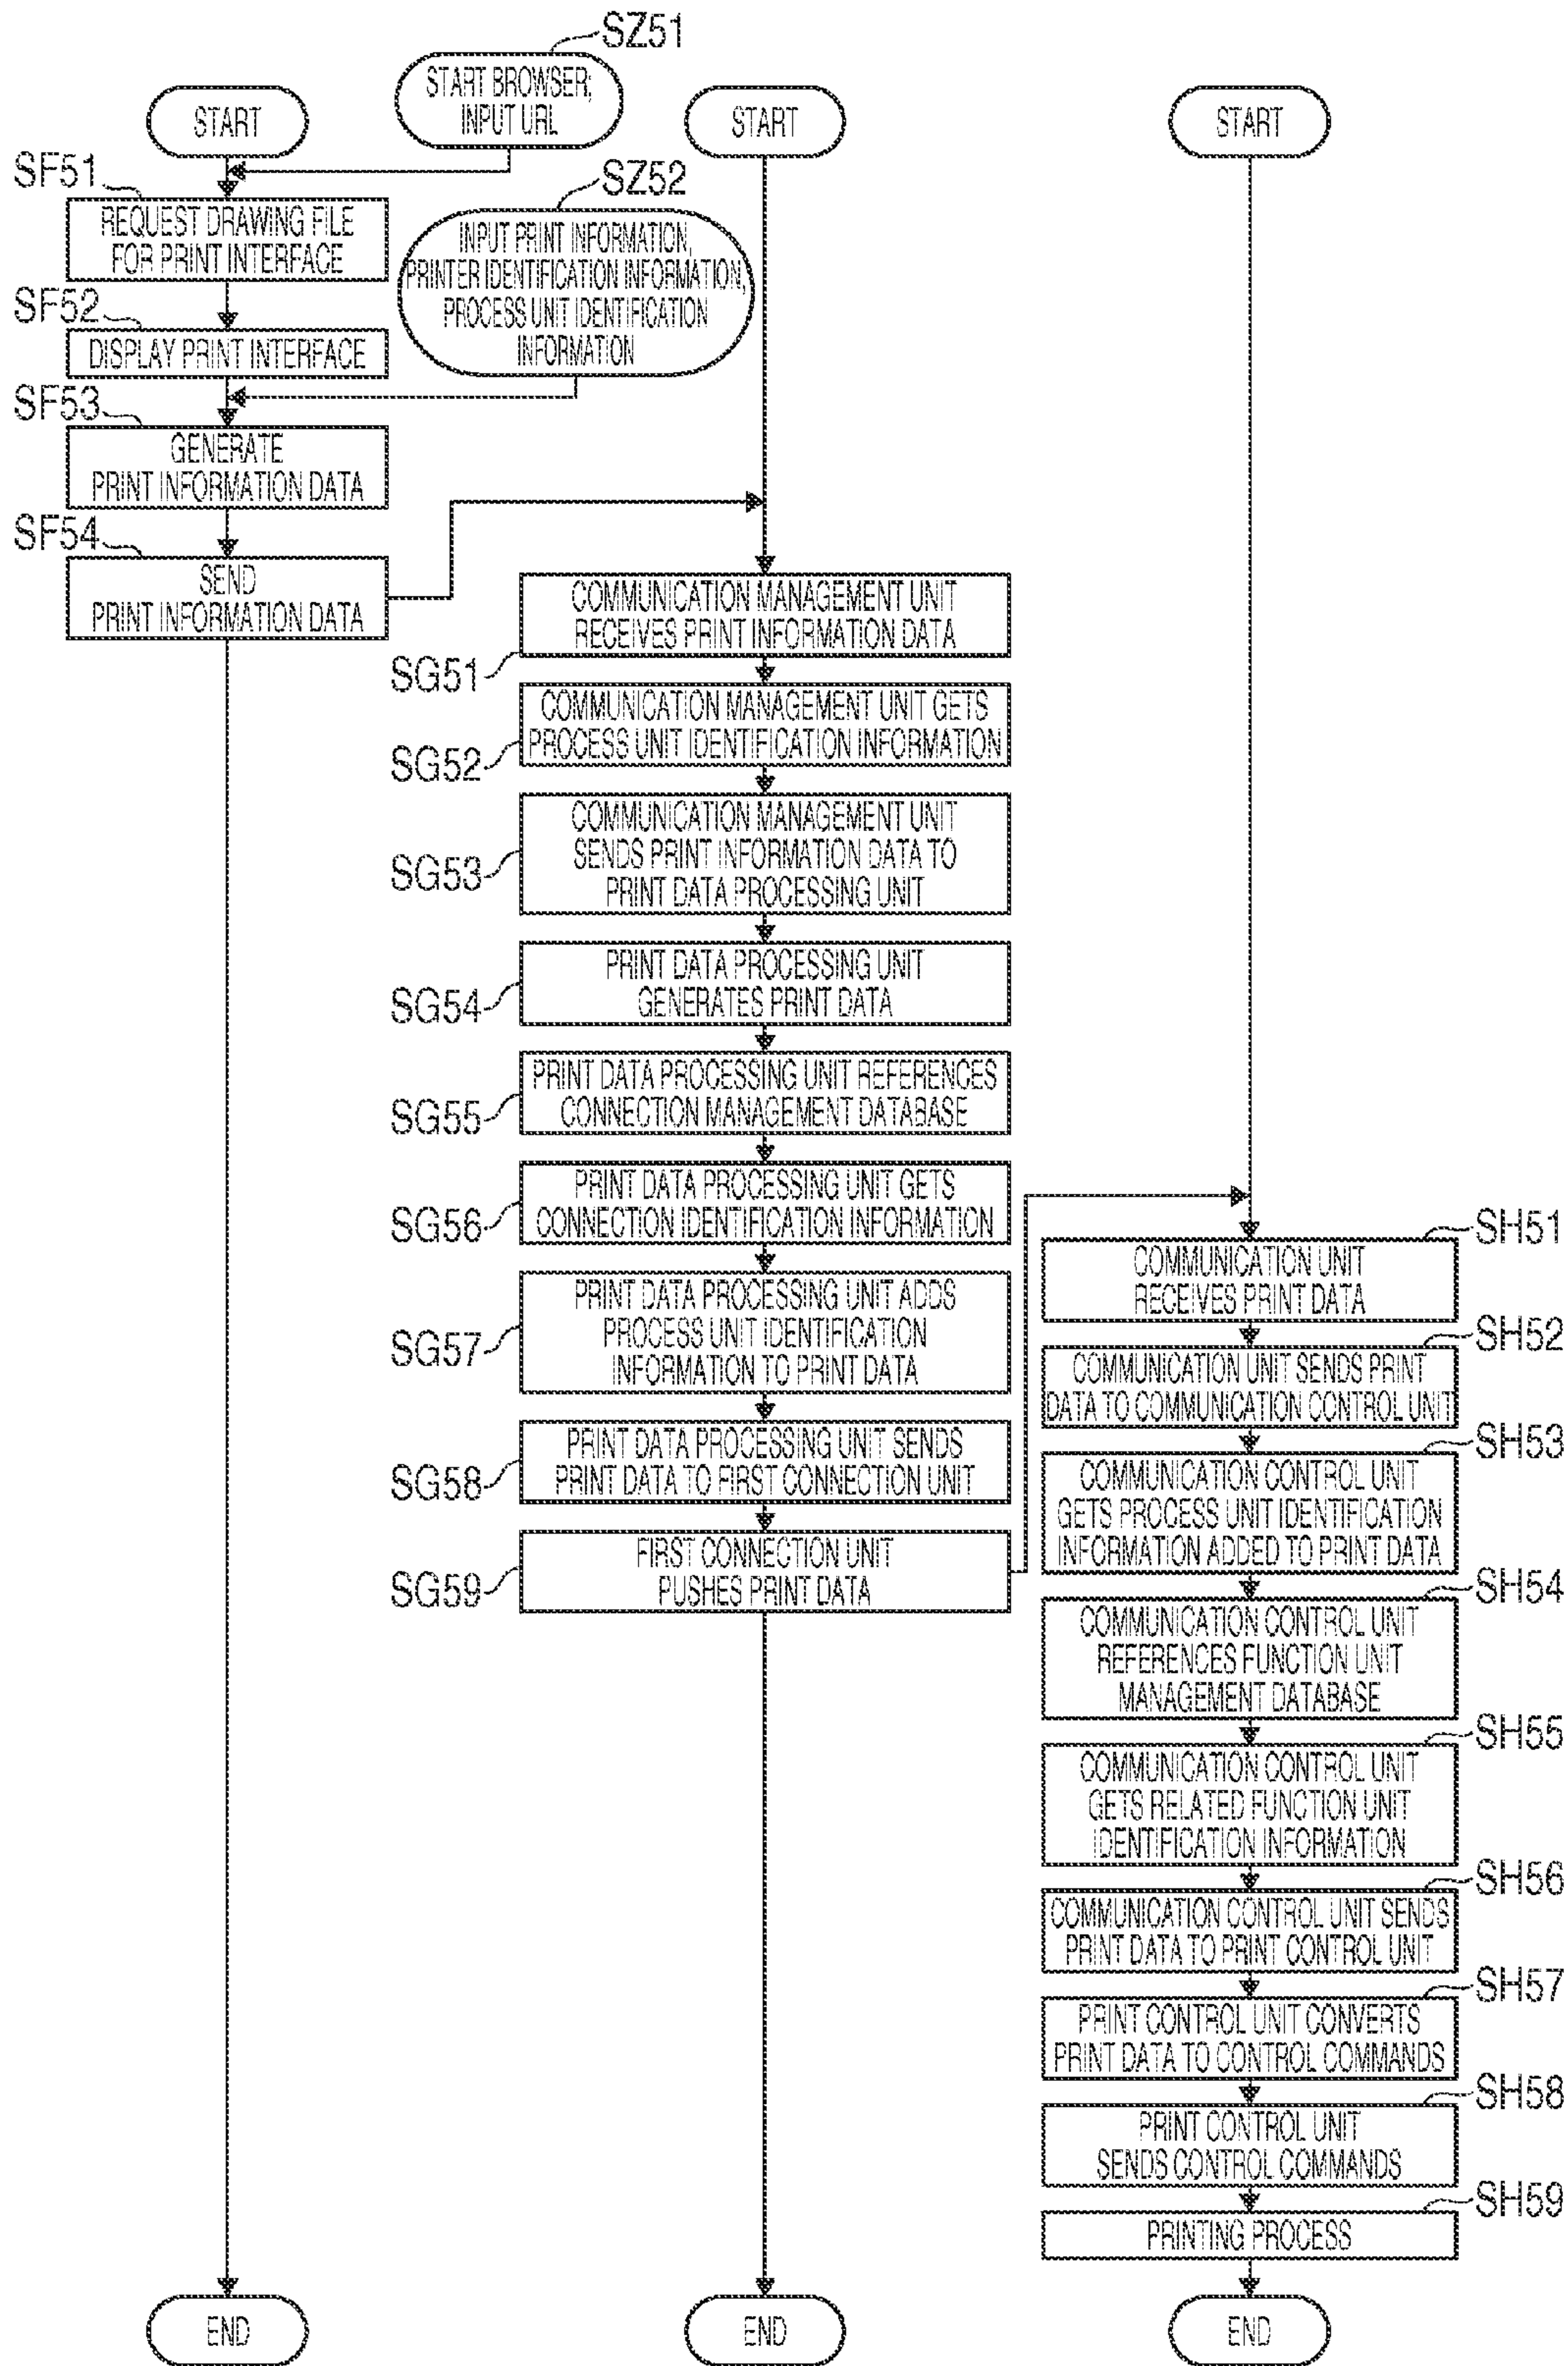 SZ51
START BROWSER;
INPUT URL
START
SF51
REQUEST DRAWING FILE
FOR PRINT INTERFACE
SZ52
INPUT PRINT INFORMATION,
PRINTER IDENTIFICATION INFORMATION,
PROCESS UNIT IDENTIFICATION
INFORMATION
SF52
DISPLAY PRINT INTERFACE
SF53
GENERATE
PRINT INFORMATION DATA
SF54
SEND
PRINT INFORMATION DATA
END
START
COMMUNICATION MANAGEMENT UNIT
RECEIVES PRINT INFORMATION DATA
SG51
COMMUNICATION MANAGEMENT UNIT GETS
PROCESS UNIT IDENTIFICATION INFORMATION
SG52
COMMUNICATION MANAGEMENT UNIT
SENDS PRINT INFORMATION DATA TO
PRINT DATA PROCESSING UNIT
SG53
PRINT DATA PROCESSING UNIT
GENERATES PRINT DATA
SG54
PRINT DATA PROCESSING UNIT REFERENCES
CONNECTION MANAGEMENT DATABASE
SG55
PRINT DATA PROCESSING UNIT GETS
CONNECTION IDENTIFICATION INFORMATION
SG56
PRINT DATA PROCESSING UNIT ADDS
PROCESS UNIT IDENTIFICATION
INFORMATION TO PRINT DATA
SG57
PRINT DATA PROCESSING UNIT SENDS
PRINT DATA TO FIRST CONNECTION UNIT
SG58
FIRST CONNECTION UNIT
PUSHES PRINT DATA
SG59
END
START
SH51
COMMUNICATION UNIT
RECEIVES PRINT DATA
SH52
COMMUNICATION UNIT SENDS PRINT
DATA TO COMMUNICATION CONTROL UNIT
SH53
COMMUNICATION CONTROL UNIT
GETS PROCESS UNIT IDENTIFICATION
INFORMATION ADDED TO PRINT DATA
SH54
COMMUNICATION CONTROL UNIT
REFERENCES FUNCTION UNIT
MANAGEMENT DATABASE
SH55
COMMUNICATION CONTROL UNIT
GETS RELATED FUNCTION UNIT
IDENTIFICATION INFORMATION
SH56
COMMUNICATION CONTROL UNIT SENDS
PRINT DATA TO PRINT CONTROL UNIT
SH57
PRINT CONTROL UNIT CONVERTS
PRINT DATA TO CONTROL COMMANDS
SH58
PRINT CONTROL UNIT
SENDS CONTROL COMMANDS
SH59
PRINTING PROCESS
END